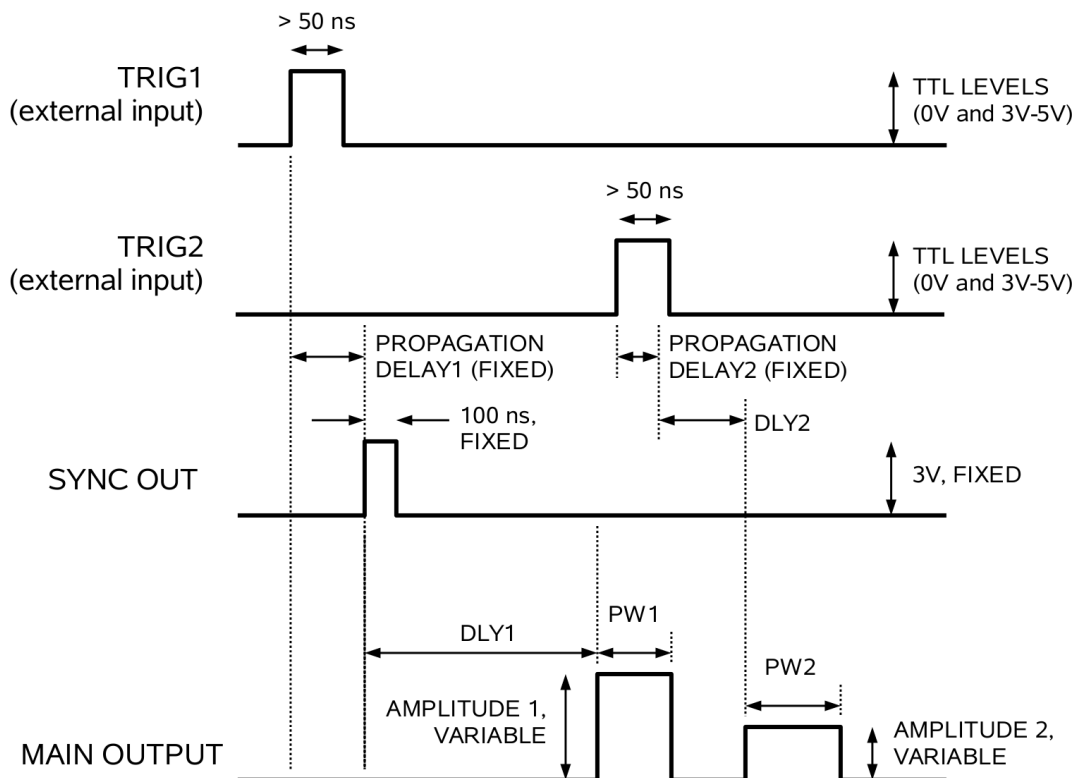 > 50 ns
TRIG1
(external input)
TTL LEVELS
(0V and 3V-5V)
> 50 ns
TRIG2
(external input)
TTL LEVELS
(0V and 3V-5V)
PROPAGATION
DELAY1 (FIXED)
PROPAGATION
DELAY2 (FIXED)
100 ns,
FIXED
DLY2
SYNC OUT
3V, FIXED
DLY1
PW1
PW2
AMPLITUDE 1,
VARIABLE
AMPLITUDE 2,
VARIABLE
MAIN OUTPUT